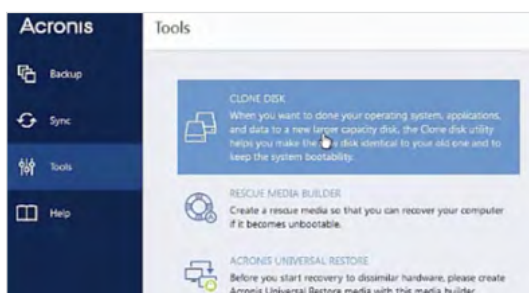 Acronis
Tools
Backup
Sync
Tools
Help
CLONE DISK
When you want to clone your operating system, applications,
and data to a new larger capacity disk, the Clone disk utility
helps you make the disk identical to your old one and to
keep the system bootability.
RESCUE MEDIA BUILDER
Create a rescue media so that you can recover your computer
if it becomes unbootable.
ACRONIS UNIVERSAL RESTORE
Before you start recovery to dissimilar hardware, please create
Acronis Universal Restore media with this media builder.